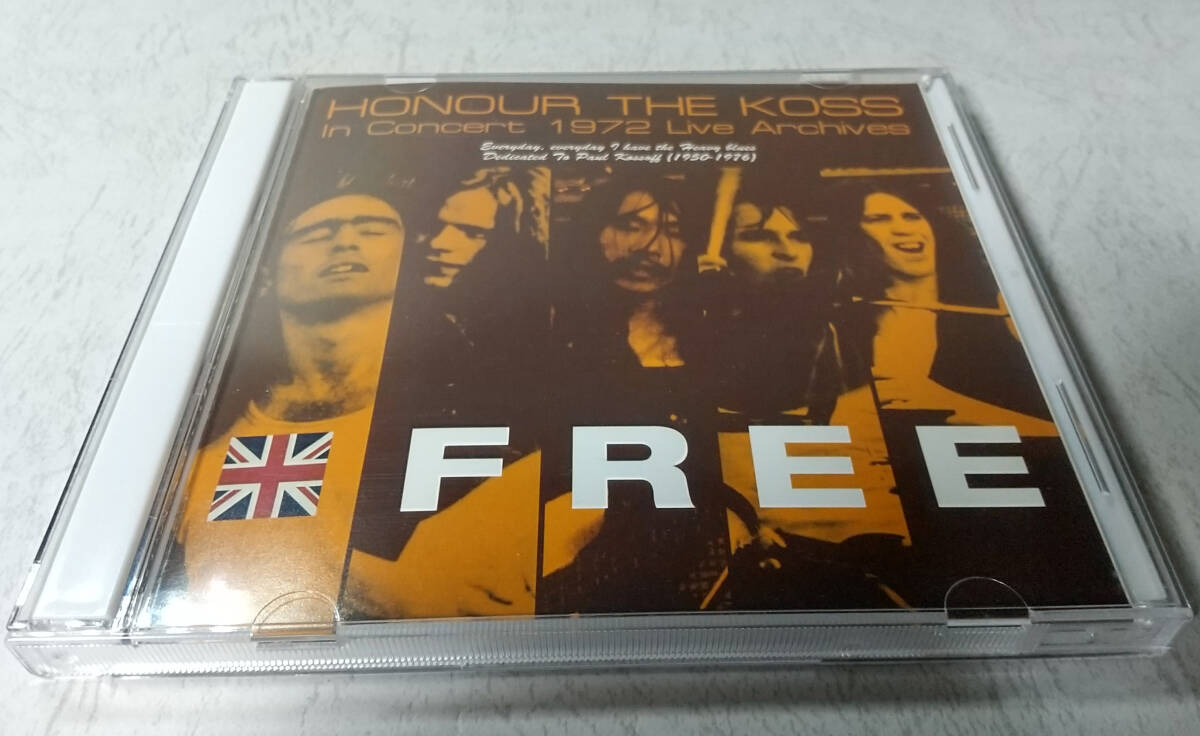 HONOUR THE KOSS
In Concert 1972 Live Archives
Everyday, everyday I have the Heavy blues
Dedicated To Paul Kossoff (1950-1976)
FREE